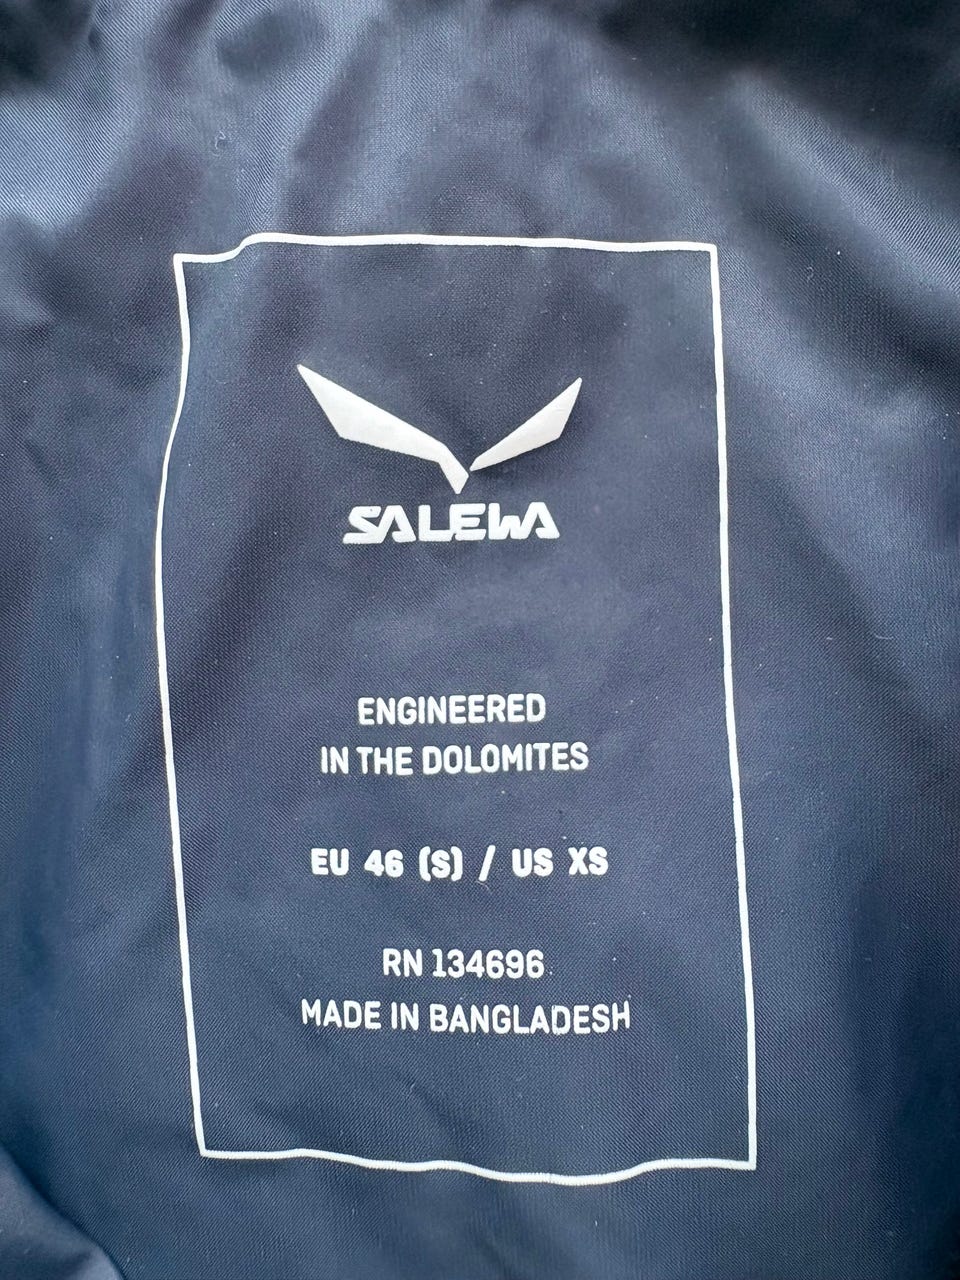 SALEWA
ENGINEERED
IN THE DOLOMITES
EU 46 (S) / US XS
RN 134696
MADE IN BANGLADESH